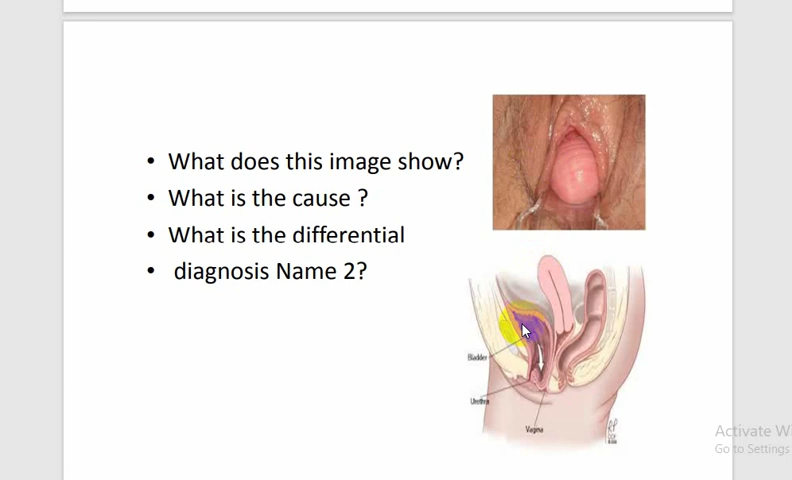 • What does this image show?
• What is the cause ?
• What is the differential
• diagnosis Name 2?
Bladder
Urethra
Vagina
Activate Wi
Go to Settings